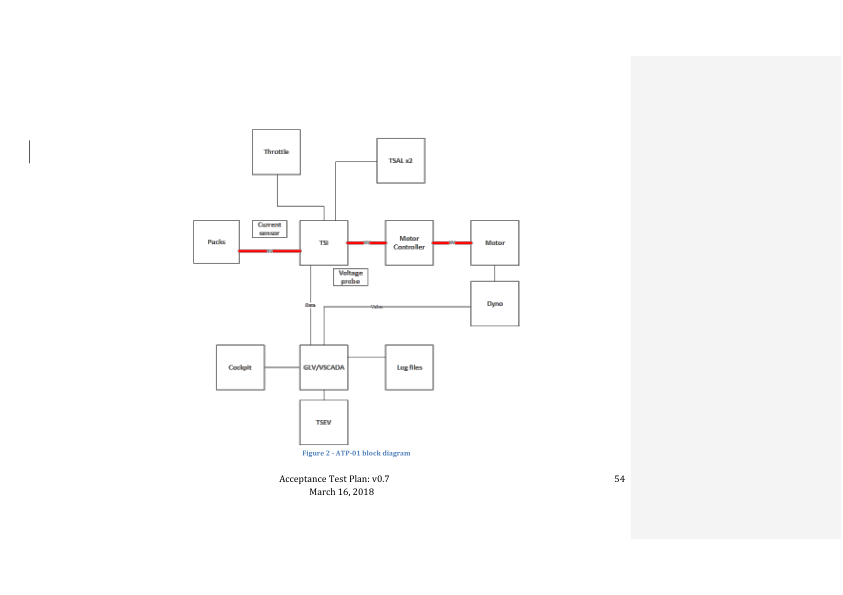 Throttle
TSAL x2
Packs
Current
sensor
TSI
Motor
Controller
Motor
Voltage
probe
Data
Dyno
Cockpit
GLV/VSCADA
Log files
TSEV
Figure 2 - ATP-01 block diagram
Acceptance Test Plan: v0.7
54
March 16, 2018